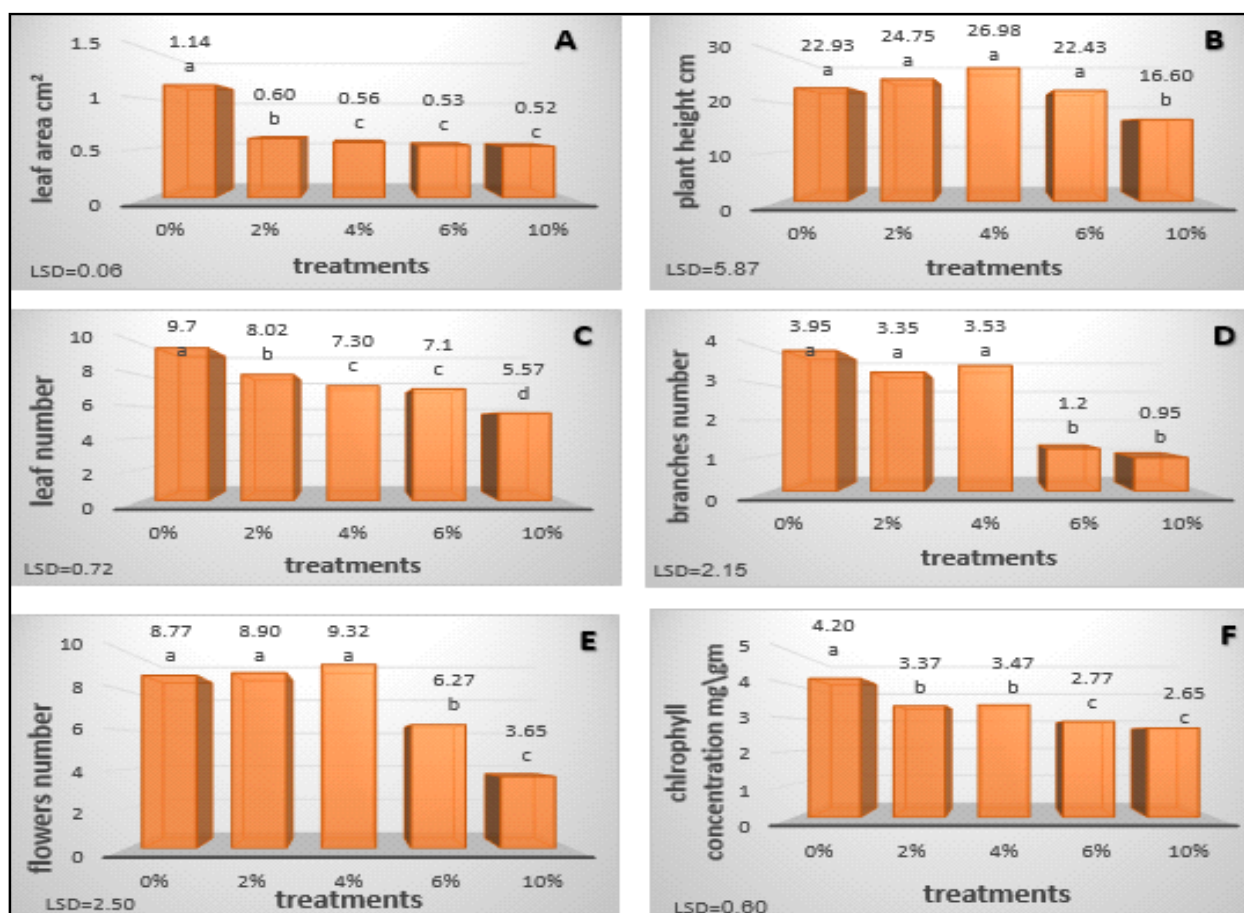 A
leaf area cm²
1.5
1
0.5
0
1.14
a
0.60
b
0.56
c
0.53
c
0.52
c
0% 2% 4% 6% 10%
treatments
LSD=0.06
B
plant height cm
30
20
10
0
22.93
a
24.75
a
26.98
a
22.43
a
16.60
b
0% 2% 4% 6% 10%
treatments
LSD=5.87
C
leaf number
10
8
6
4
2
0
9.7
a
8.02
b
7.30
c
7.1
c
5.57
d
0% 2% 4% 6% 10%
treatments
LSD=0.72
D
branches number
4
3
2
1
0
3.95
a
3.35
a
3.53
a
1.2
b
0.95
b
0% 2% 4% 6% 10%
treatments
LSD=2.15
E
flowers number
10
8
6
4
2
0
8.77
a
8.90
a
9.32
a
6.27
b
3.65
c
0% 2% 4% 6% 10%
treatments
LSD=2.50
F
chlrophyll
concentration mg\gm
5
4
3
2
1
0
4.20
a
3.37
b
3.47
b
2.77
c
2.65
c
0% 2% 4% 6% 10%
treatments
LSD=0.60